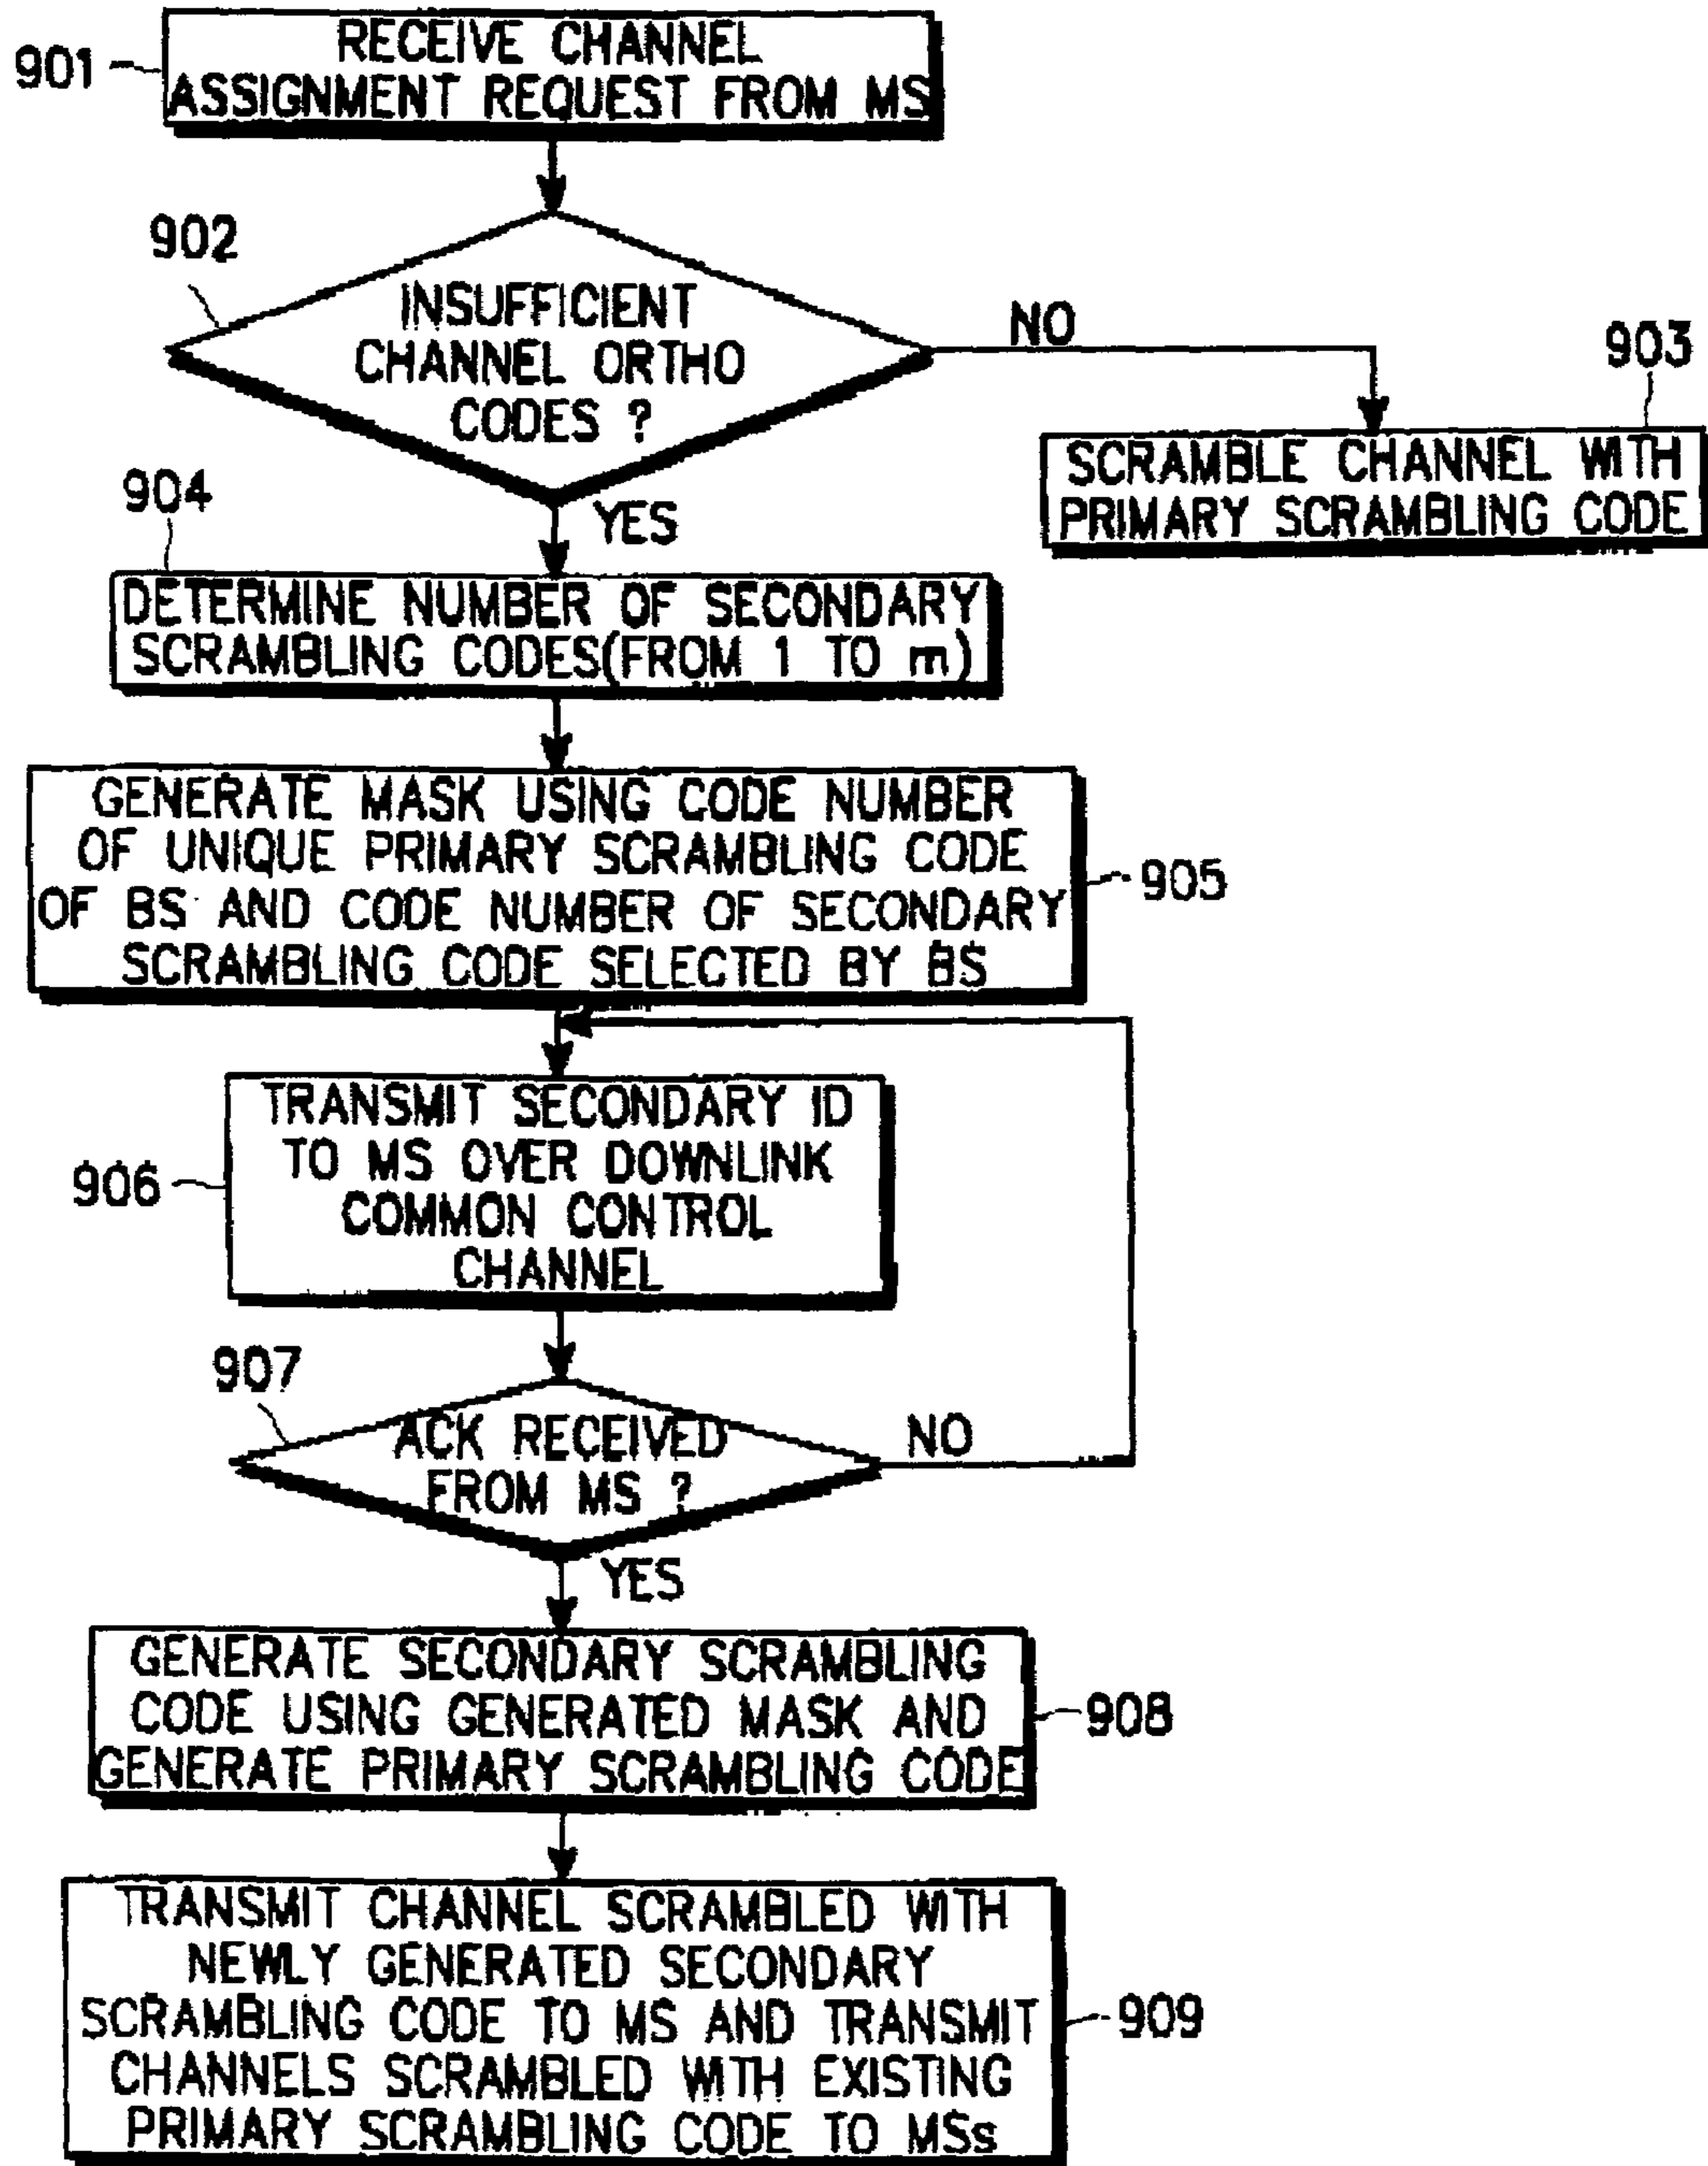 901
RECEIVE CHANNEL
ASSIGNMENT REQUEST FROM MS
902
INSUFFICIENT
CHANNEL ORTHO
CODES ?
NO
903
SCRAMBLE CHANNEL WITH
PRIMARY SCRAMBLING CODE
YES
904
DETERMINE NUMBER OF SECONDARY
SCRAMBLING CODES(FROM 1 TO m)
GENERATE MASK USING CODE NUMBER
OF UNIQUE PRIMARY SCRAMBLING CODE
OF BS AND CODE NUMBER OF SECONDARY
SCRAMBLING CODE SELECTED BY BS
905
TRANSMIT SECONDARY ID
TO MS OVER DOWNLINK
COMMON CONTROL
CHANNEL
906
907
ACK RECEIVED
FROM MS ?
NO
YES
GENERATE SECONDARY SCRAMBLING
CODE USING GENERATED MASK AND
GENERATE PRIMARY SCRAMBLING CODE
908
TRANSMIT CHANNEL SCRAMBLED WITH
NEWLY GENERATED SECONDARY
SCRAMBLING CODE TO MS AND TRANSMIT
CHANNELS SCRAMBLED WITH EXISTING
PRIMARY SCRAMBLING CODE TO MSs
909